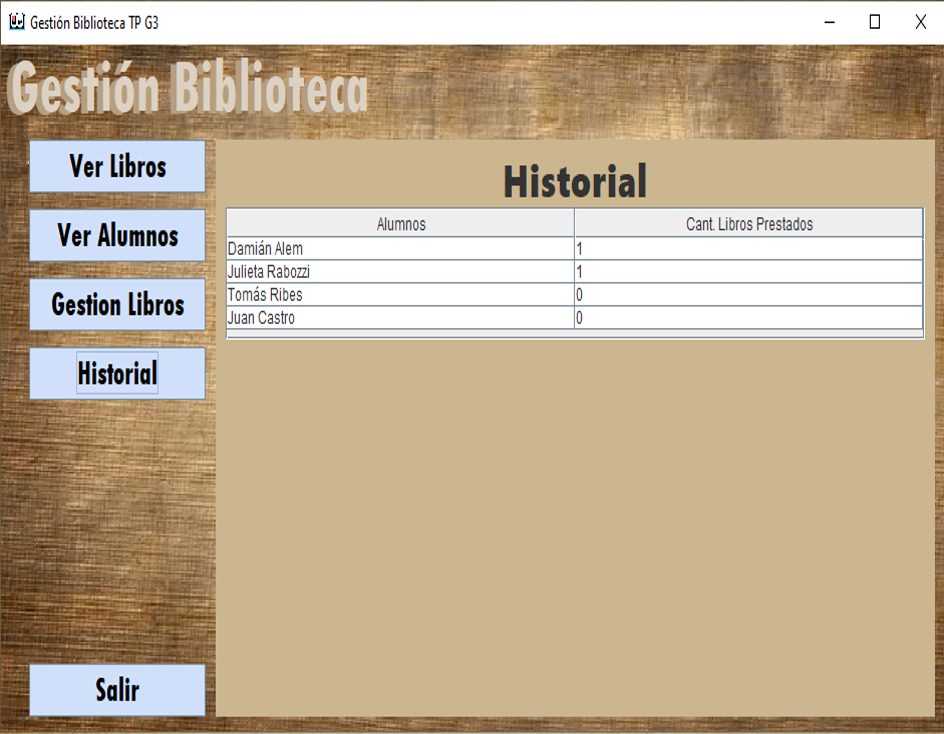 Gestión Biblioteca TP G3
Gestión Biblioteca
Ver Libros
Ver Alumnos
Gestion Libros
Historial
Salir
Historial
Alumnos Cant. Libros Prestados
Damián Alem 1
Julieta Rabozzi 1
Tomás Ribes 0
Juan Castro 0